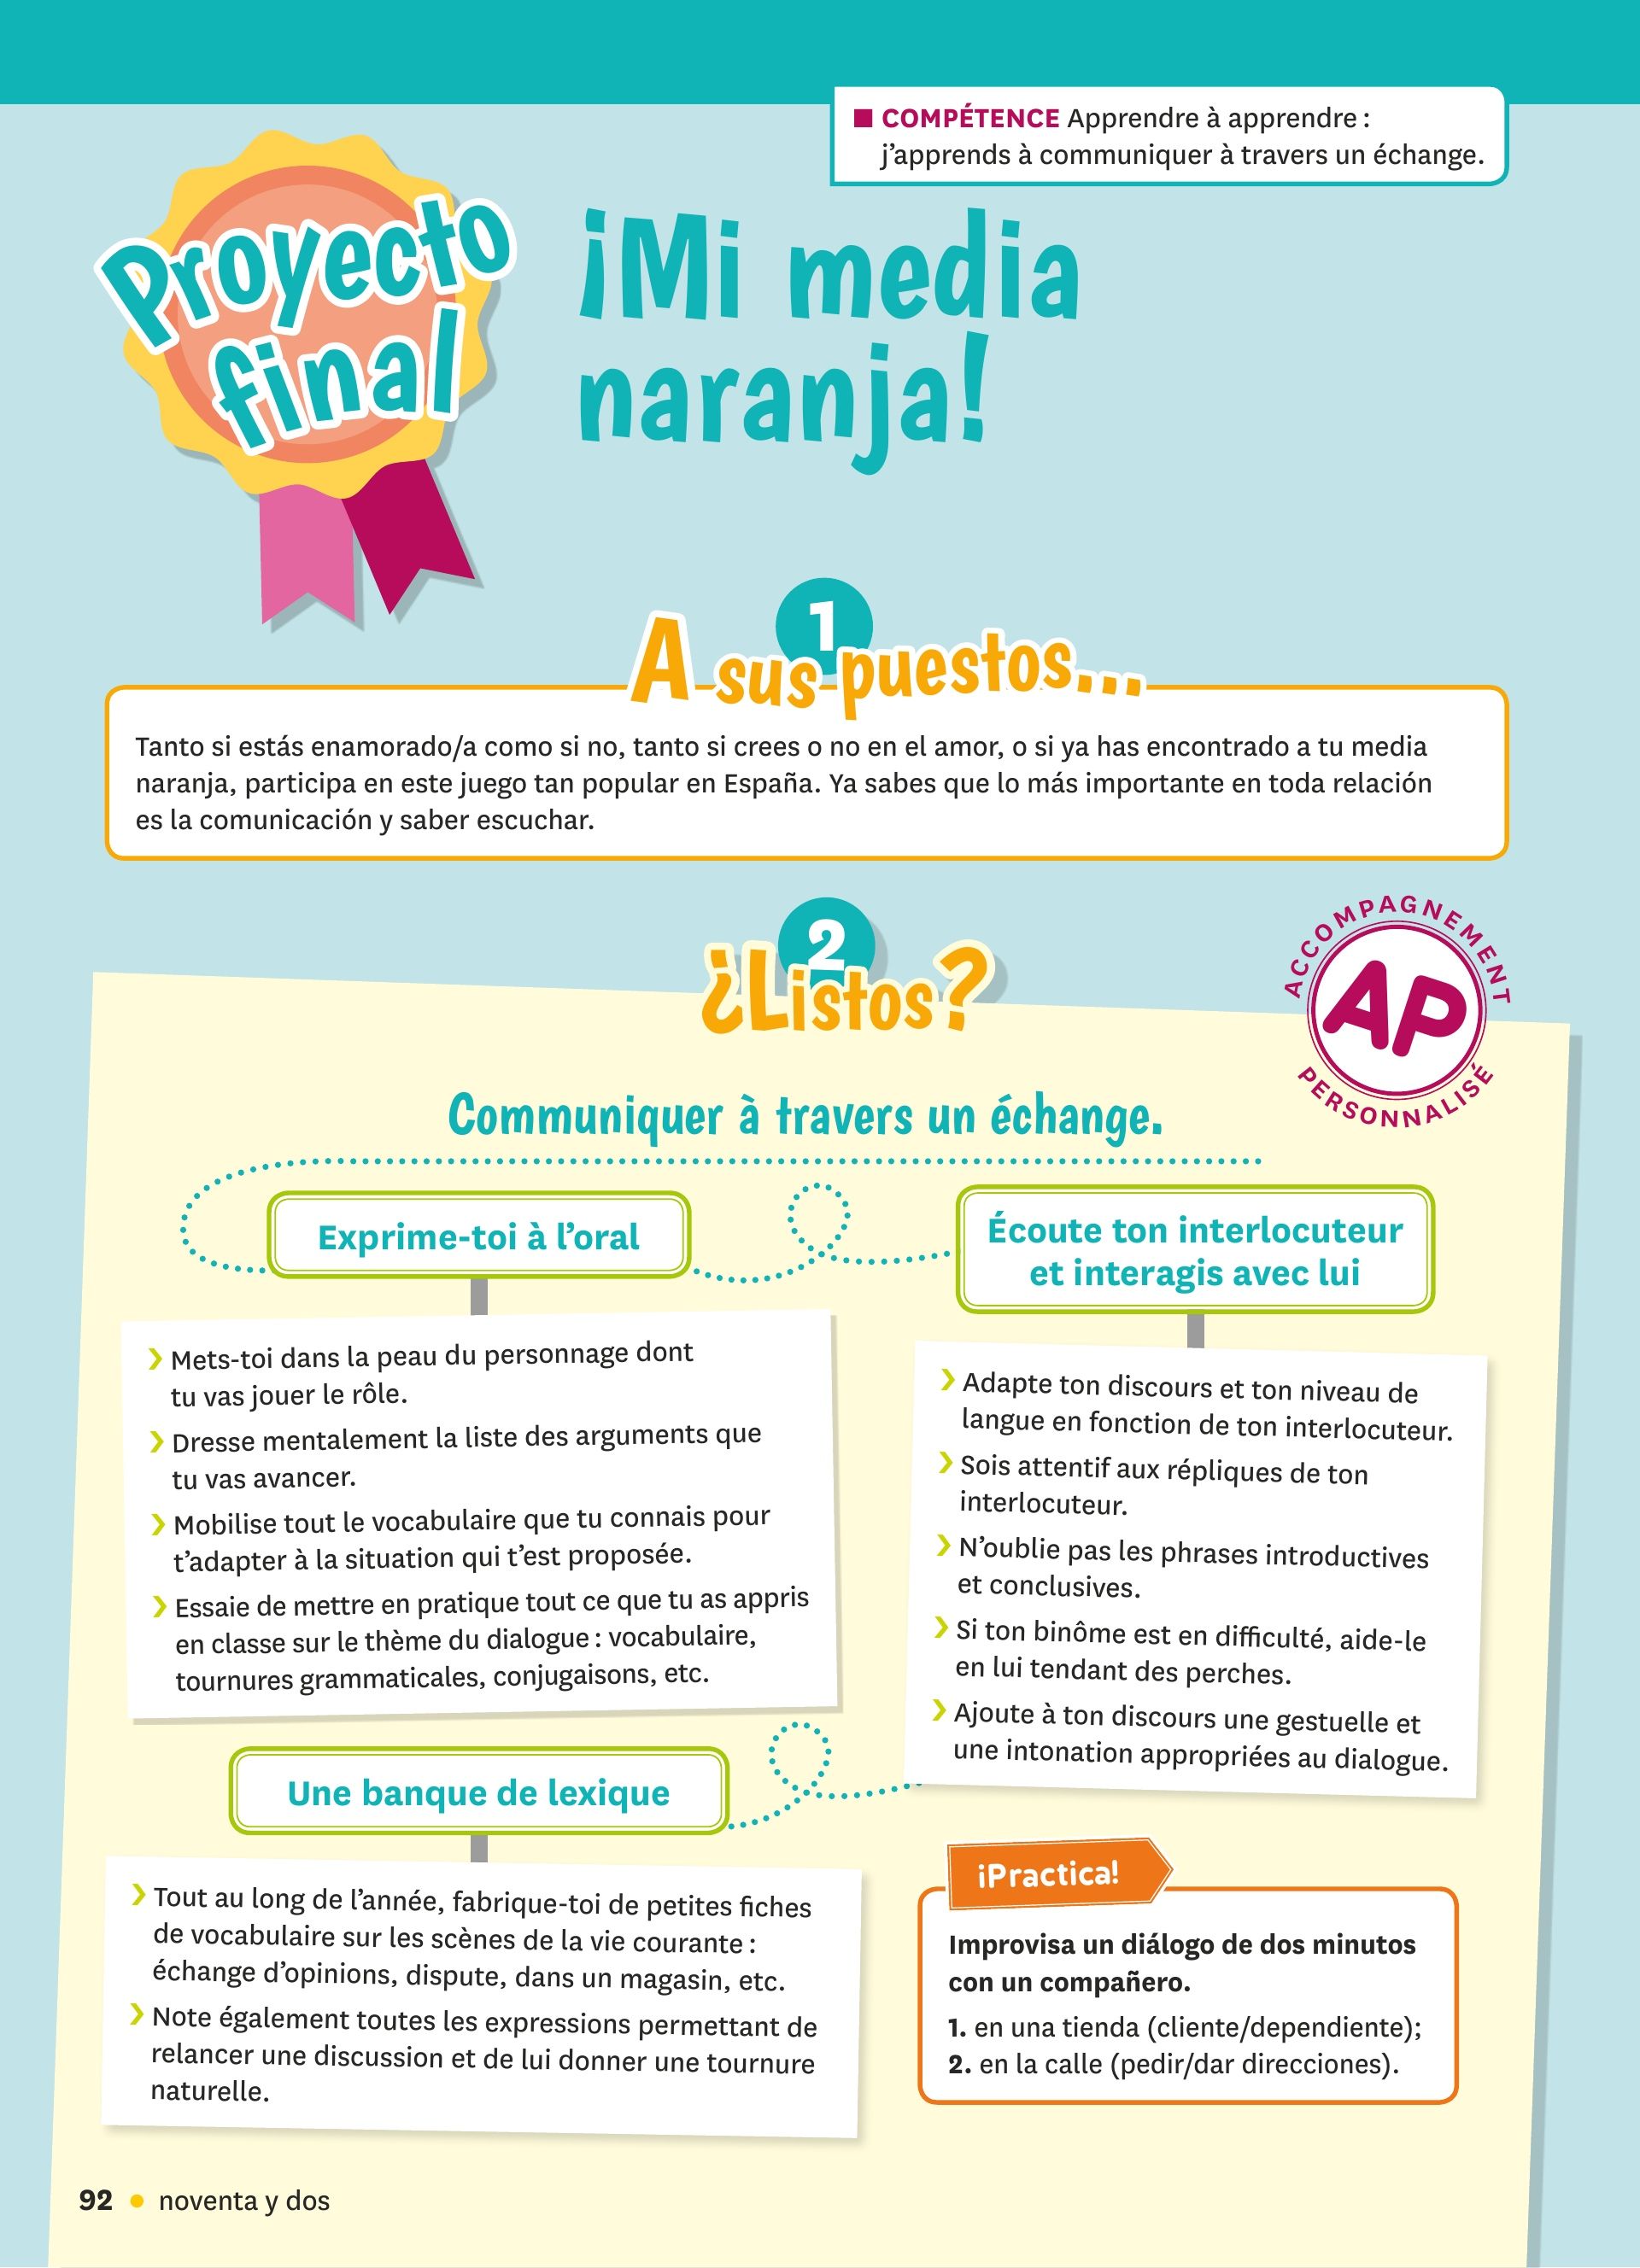 ■ COMPÉTENCE Apprendre à apprendre :
j’apprends à communiquer à travers un échange.
Proyecto
final
¡Mi media
naranja!
1
A sus puestos...
Tanto si estás enamorado/a como si no, tanto si crees o no en el amor, o si ya has encontrado a tu media
naranja, participa en este juego tan popular en España. Ya sabes que lo más importante en toda relación
es la comunicación y saber escuchar.
2
¿Listos?
ACCOMPAGNEMENT
AP
PERSONNALISÉ
Communiquer à travers un échange.
Exprime-toi à l’oral
❯ Mets-toi dans la peau du personnage dont
tu vas jouer le rôle.
❯ Dresse mentalement la liste des arguments que
tu vas avancer.
❯ Mobilise tout le vocabulaire que tu connais pour
t’adapter à la situation qui t’est proposée.
❯ Essaie de mettre en pratique tout ce que tu as appris
en classe sur le thème du dialogue : vocabulaire,
tournures grammaticales, conjugaisons, etc.
Écoute ton interlocuteur
et interagis avec lui
❯ Adapte ton discours et ton niveau de
langue en fonction de ton interlocuteur.
❯ Sois attentif aux répliques de ton
interlocuteur.
❯ N’oublie pas les phrases introductives
et conclusives.
❯ Si ton binôme est en difficulté, aide-le
en lui tendant des perches.
❯ Ajoute à ton discours une gestuelle et
une intonation appropriées au dialogue.
Une banque de lexique
❯ Tout au long de l’année, fabrique-toi de petites fiches
de vocabulaire sur les scènes de la vie courante :
échange d’opinions, dispute, dans un magasin, etc.
❯ Note également toutes les expressions permettant de
relancer une discussion et de lui donner une tournure
naturelle.
¡Practica!
Improvisa un diálogo de dos minutos
con un compañero.
1. en una tienda (cliente/dependiente);
2. en la calle (pedir/dar direcciones).
92 • noventa y dos